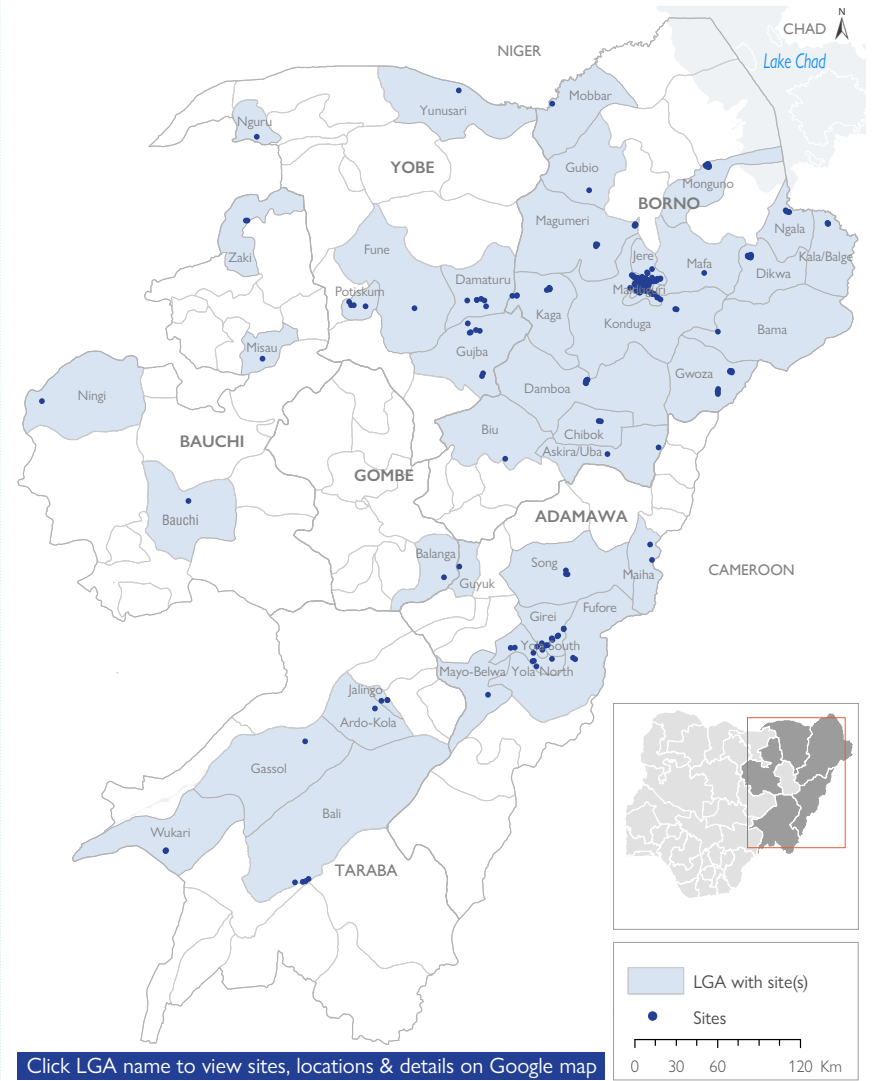 N
CHAD
NIGER
Lake Chad
Mobbar
Yunusari
Nguru
YOBE
Gubio
Monguno
BORNO
Magumeri
Ngala
Fune
Zaki
Jere
Mafa
Kala/Balge
Dikwa
Damaturu
Potiskum
Maiduguri
Kaga
Konduga
Bama
Misau
Gujba
Gwoza
Ningi
Damboa
Biu
Chibok
BAUCHI
Askira/Uba
GOMBE
Bauchi
ADAMAWA
Balanga
Song
CAMEROON
Guyuk
Maiha
Girei
Fufore
Yola South
Mayo-Belwa
Yola North
Jalingo
Ardo-Kola
Gassol
Bali
Wukari
TARABA
LGA with site(s)
Sites
0 30 60 120 Km
Click LGA name to view sites, locations & details on Google map